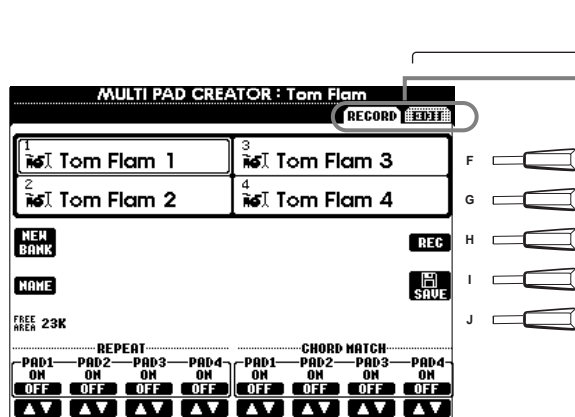 MULTI PAD CREATOR : Tom Flam
RECORD EDIT
1 Tom Flam 1
3 Tom Flam 3
2 Tom Flam 2
4 Tom Flam 4
NEW BANK
REC
NAME
SAVE
FREE AREA 23K
REPEAT
CHORD MATCH
PAD1 PAD2 PAD3 PAD4 PAD1 PAD2 PAD3 PAD4
ON ON ON ON ON ON ON ON
OFF OFF OFF OFF OFF OFF OFF OFF
F
G
H
I
J